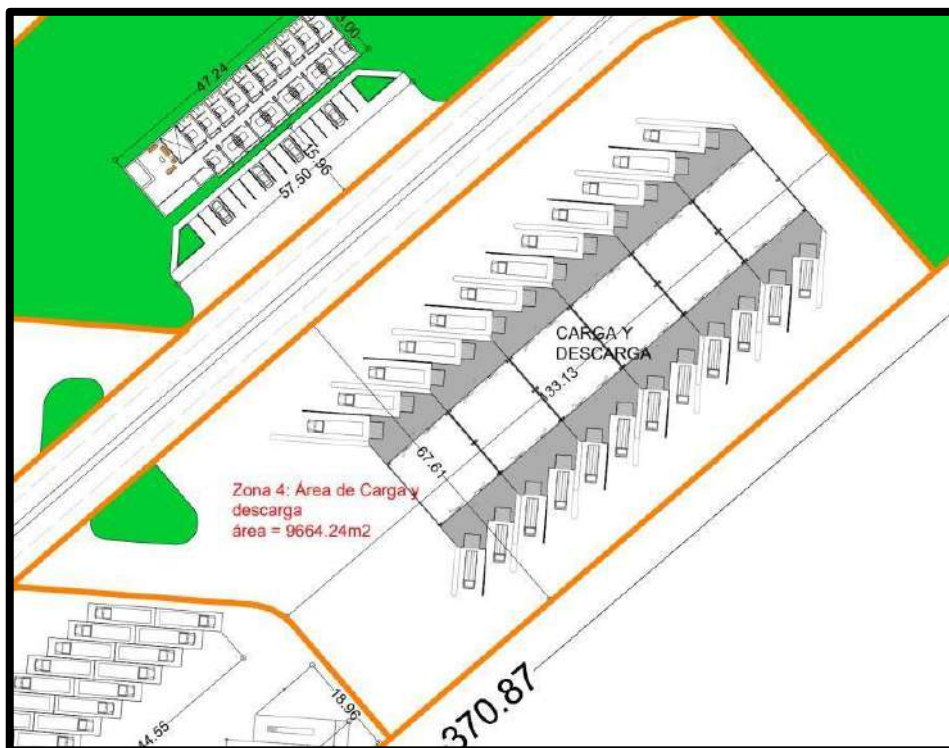 47.24
3.00
15.96
57.50
CARGA Y
DESCARGA
133.13
67.61
Zona 4: Área de Carga y
descarga
área = 9664.24m2
370.87
18.96
44.55